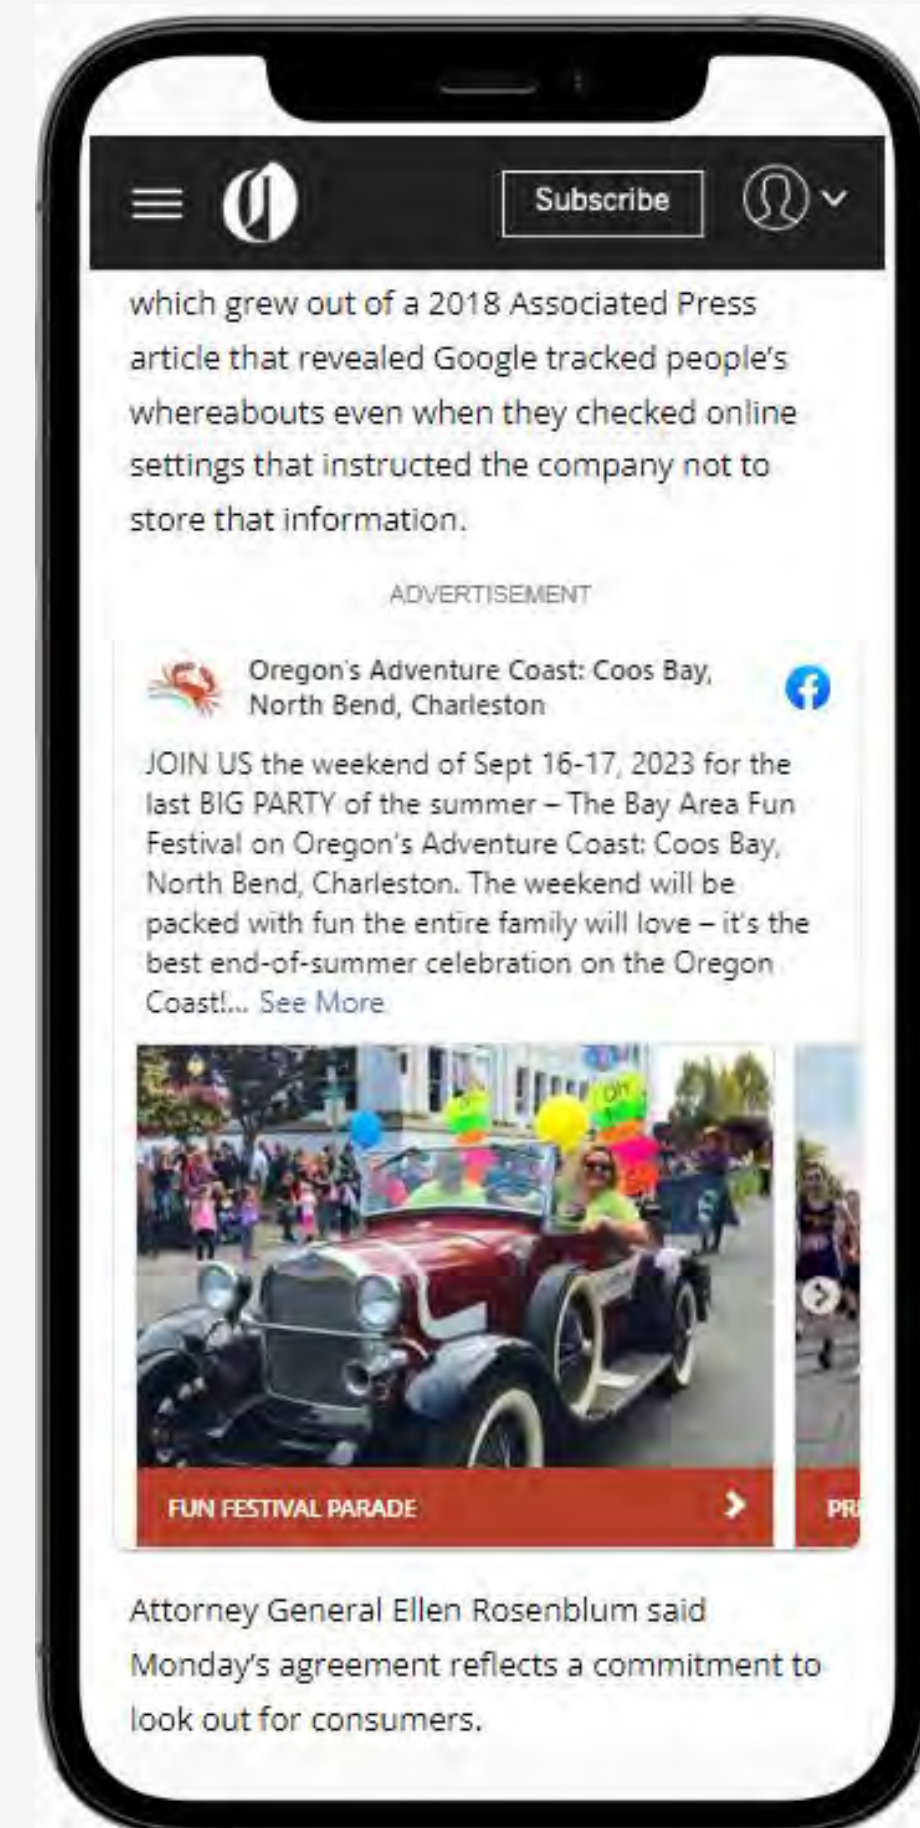 Subscribe
which grew out of a 2018 Associated Press
article that revealed Google tracked people's
whereabouts even when they checked online
settings that instructed the company not to
store that information.
ADVERTISEMENT
Oregon's Adventure Coast: Coos Bay,
North Bend, Charleston
JOIN US the weekend of Sept 16-17, 2023 for the
last BIG PARTY of the summer – The Bay Area Fun
Festival on Oregon's Adventure Coast: Coos Bay,
North Bend, Charleston. The weekend will be
packed with fun the entire family will love – it's the
best end-of-summer celebration on the Oregon
Coast!... See More
FUN FESTIVAL PARADE
Attorney General Ellen Rosenblum said
Monday's agreement reflects a commitment to
look out for consumers.